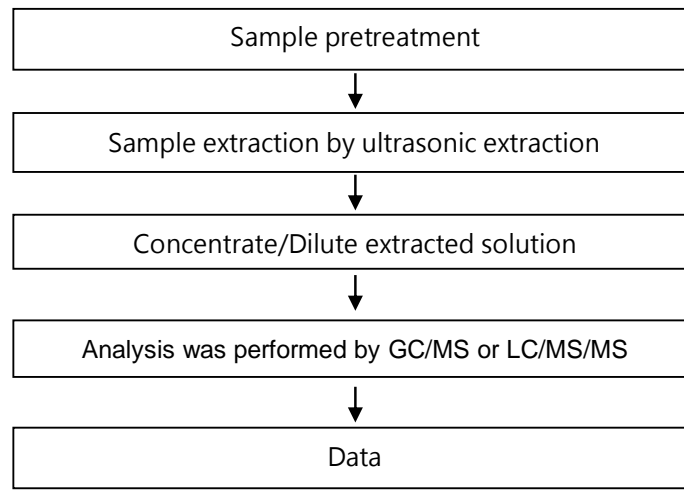 Sample pretreatment
Sample extraction by ultrasonic extraction
Concentrate/Dilute extracted solution
Analysis was performed by GC/MS or LC/MS/MS
Data